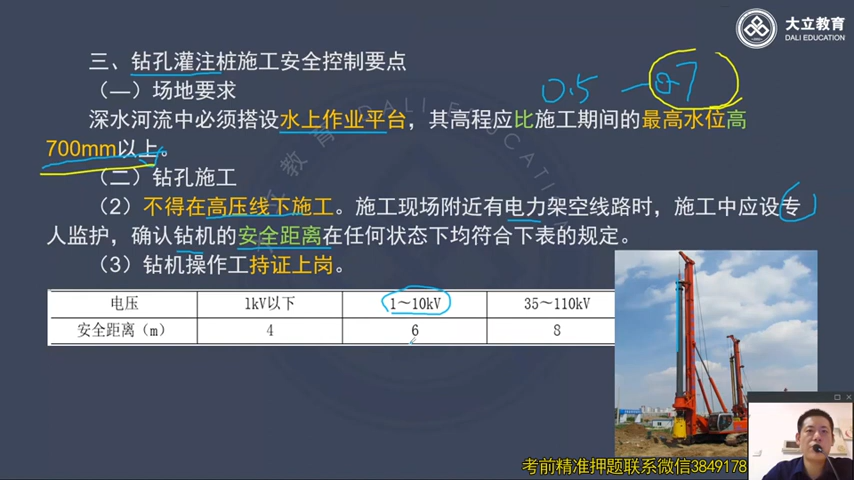 大立教育
DALI EDUCATION
三、钻孔灌注桩施工安全控制要点
（一）场地要求
0.5 — 0.7
深水河流中必须搭设水上作业平台，其高程应比施工期间的最高水位高
700mm以上。
（二）钻孔施工
（2）不得在高压线下施工。施工现场附近有电力架空线路时，施工中应设专
人监护，确认钻机的安全距离在任何状态下均符合下表的规定。
（3）钻机操作工持证上岗。
电压 1kV以下 1～10kV 35～110kV
安全距离（m） 4 6 8
考前精准押题联系微信3849178